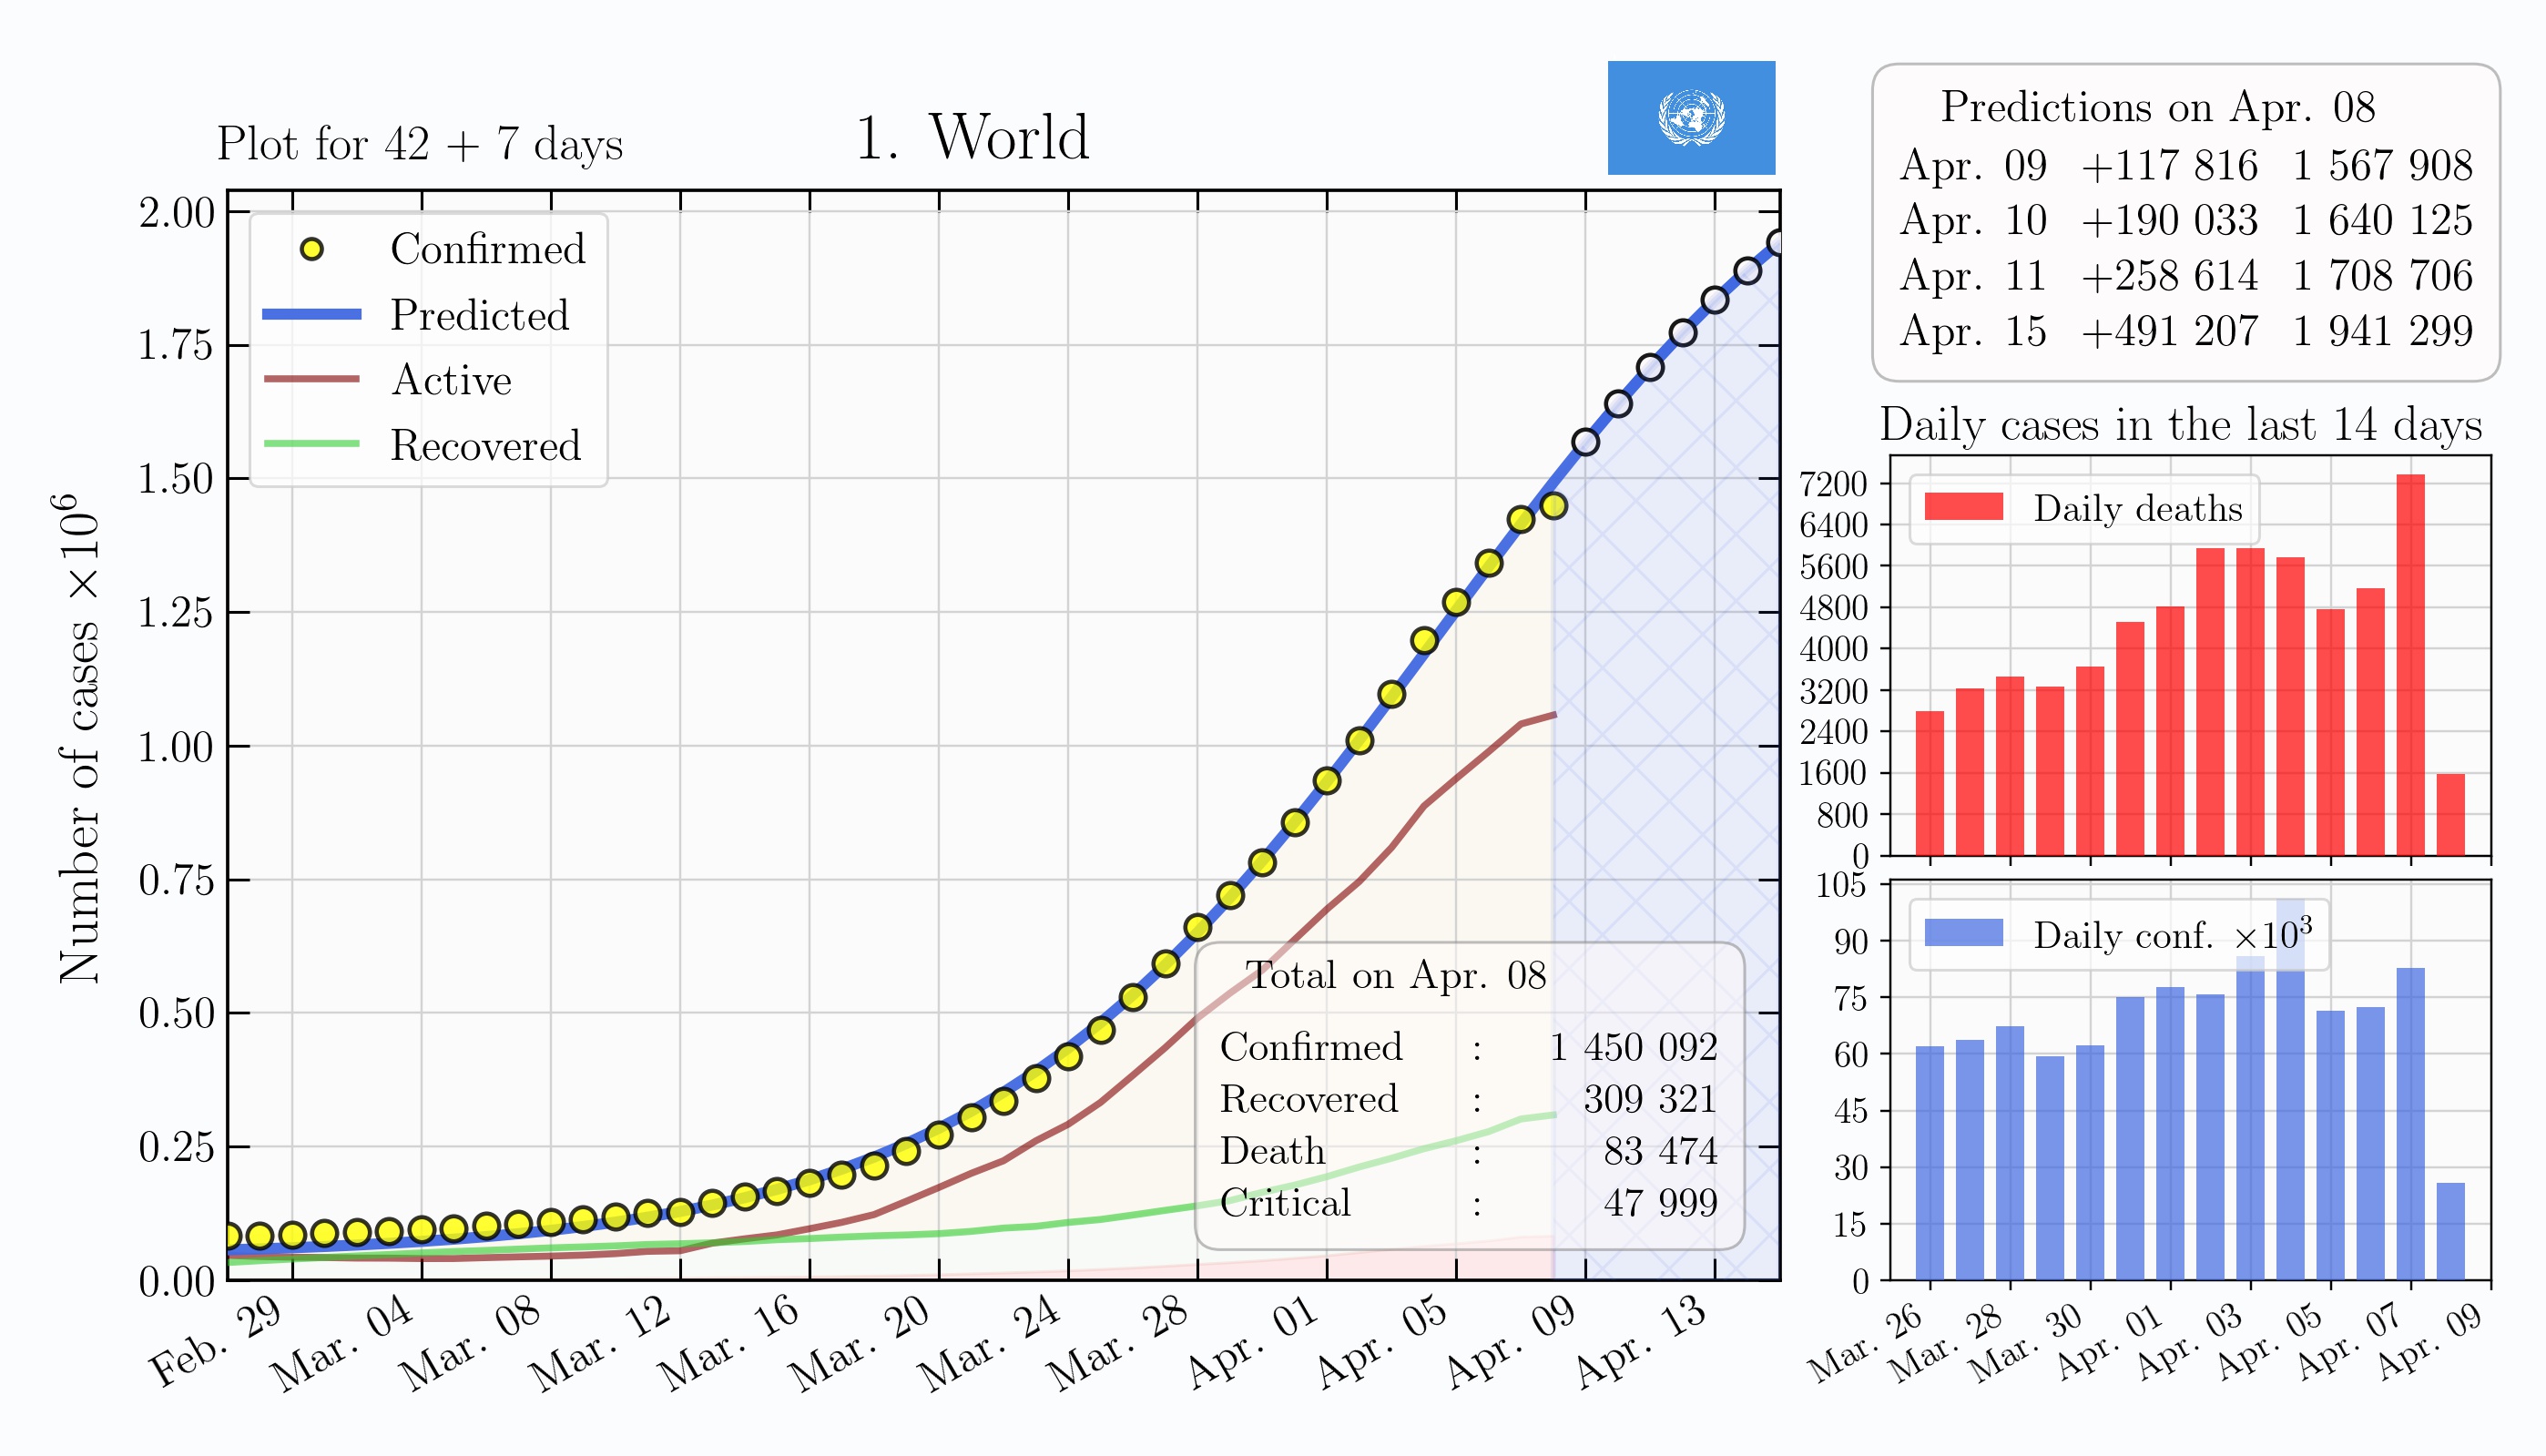 Plot for 42 + 7 days
1. World
Number of cases ×10⁶
2.00
1.75
1.50
1.25
1.00
0.75
0.50
0.25
0.00
Confirmed
Predicted
Active
Recovered
Total on Apr. 08
Confirmed : 1 450 092
Recovered : 309 321
Death : 83 474
Critical : 47 999
Feb. 29
Mar. 04
Mar. 08
Mar. 12
Mar. 16
Mar. 20
Mar. 24
Mar. 28
Apr. 01
Apr. 05
Apr. 09
Apr. 13
Predictions on Apr. 08
Apr. 09 +117 816 1 567 908
Apr. 10 +190 033 1 640 125
Apr. 11 +258 614 1 708 706
Apr. 15 +491 207 1 941 299
Daily cases in the last 14 days
Daily deaths
7200
6400
5600
4800
4000
3200
2400
1600
800
0
Daily conf. ×10³
105
90
75
60
45
30
15
0
Mar. 26
Mar. 28
Mar. 30
Apr. 01
Apr. 03
Apr. 05
Apr. 07
Apr. 09